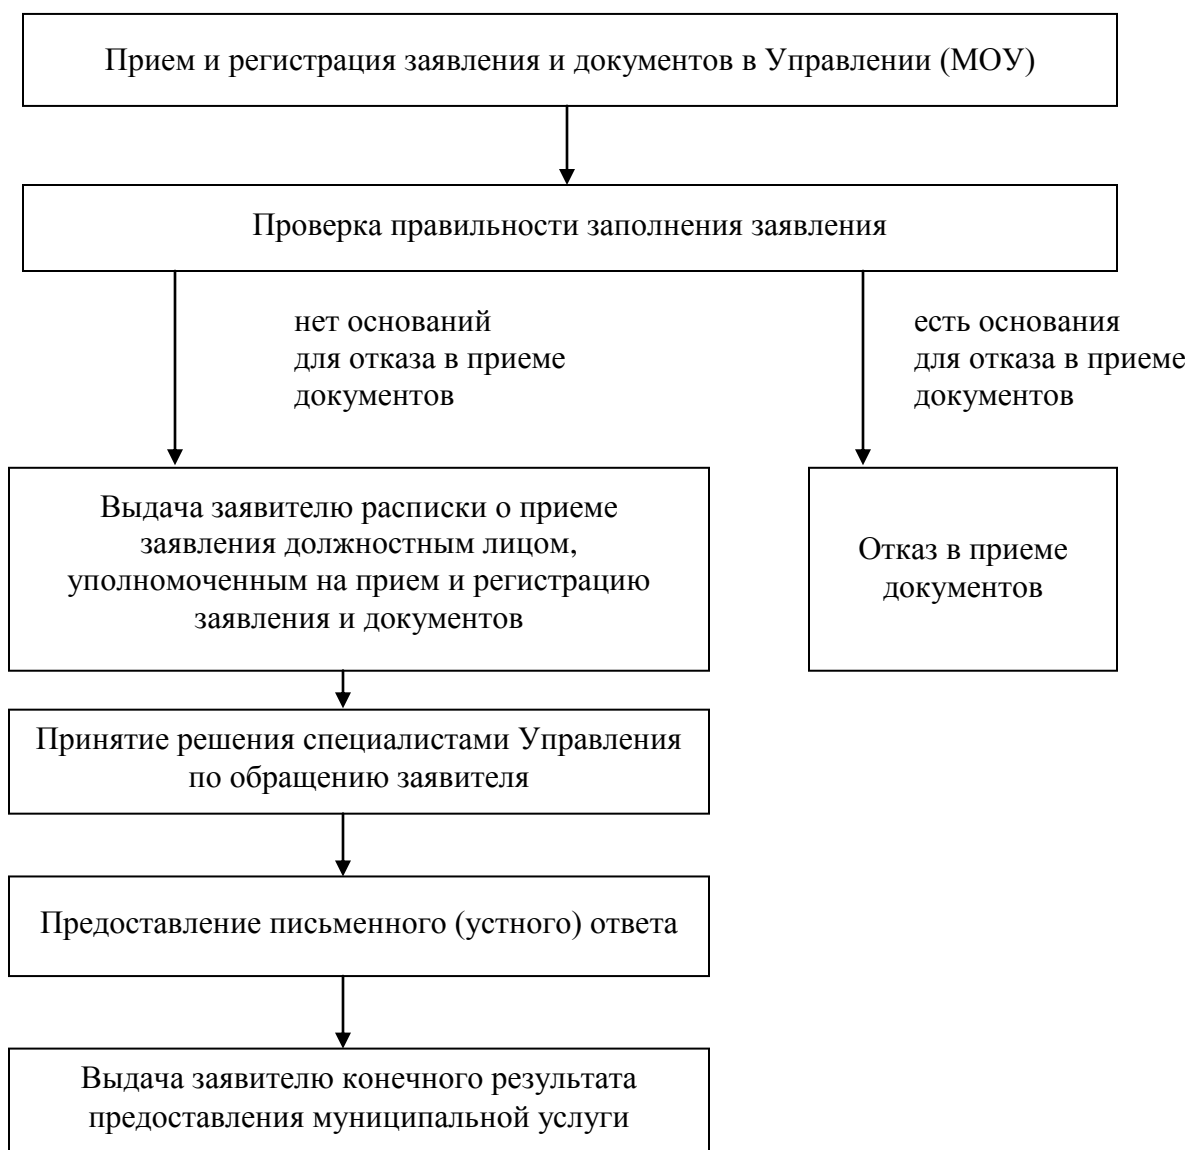 Прием и регистрация заявления и документов в Управлении (МОУ)
Проверка правильности заполнения заявления
нет оснований
для отказа в приеме
документов
есть основания
для отказа в приеме
документов
Выдача заявителю расписки о приеме
заявления должностным лицом,
уполномоченным на прием и регистрацию
заявления и документов
Отказ в приеме
документов
Принятие решения специалистами Управления
по обращению заявителя
Предоставление письменного (устного) ответа
Выдача заявителю конечного результата
предоставления муниципальной услуги